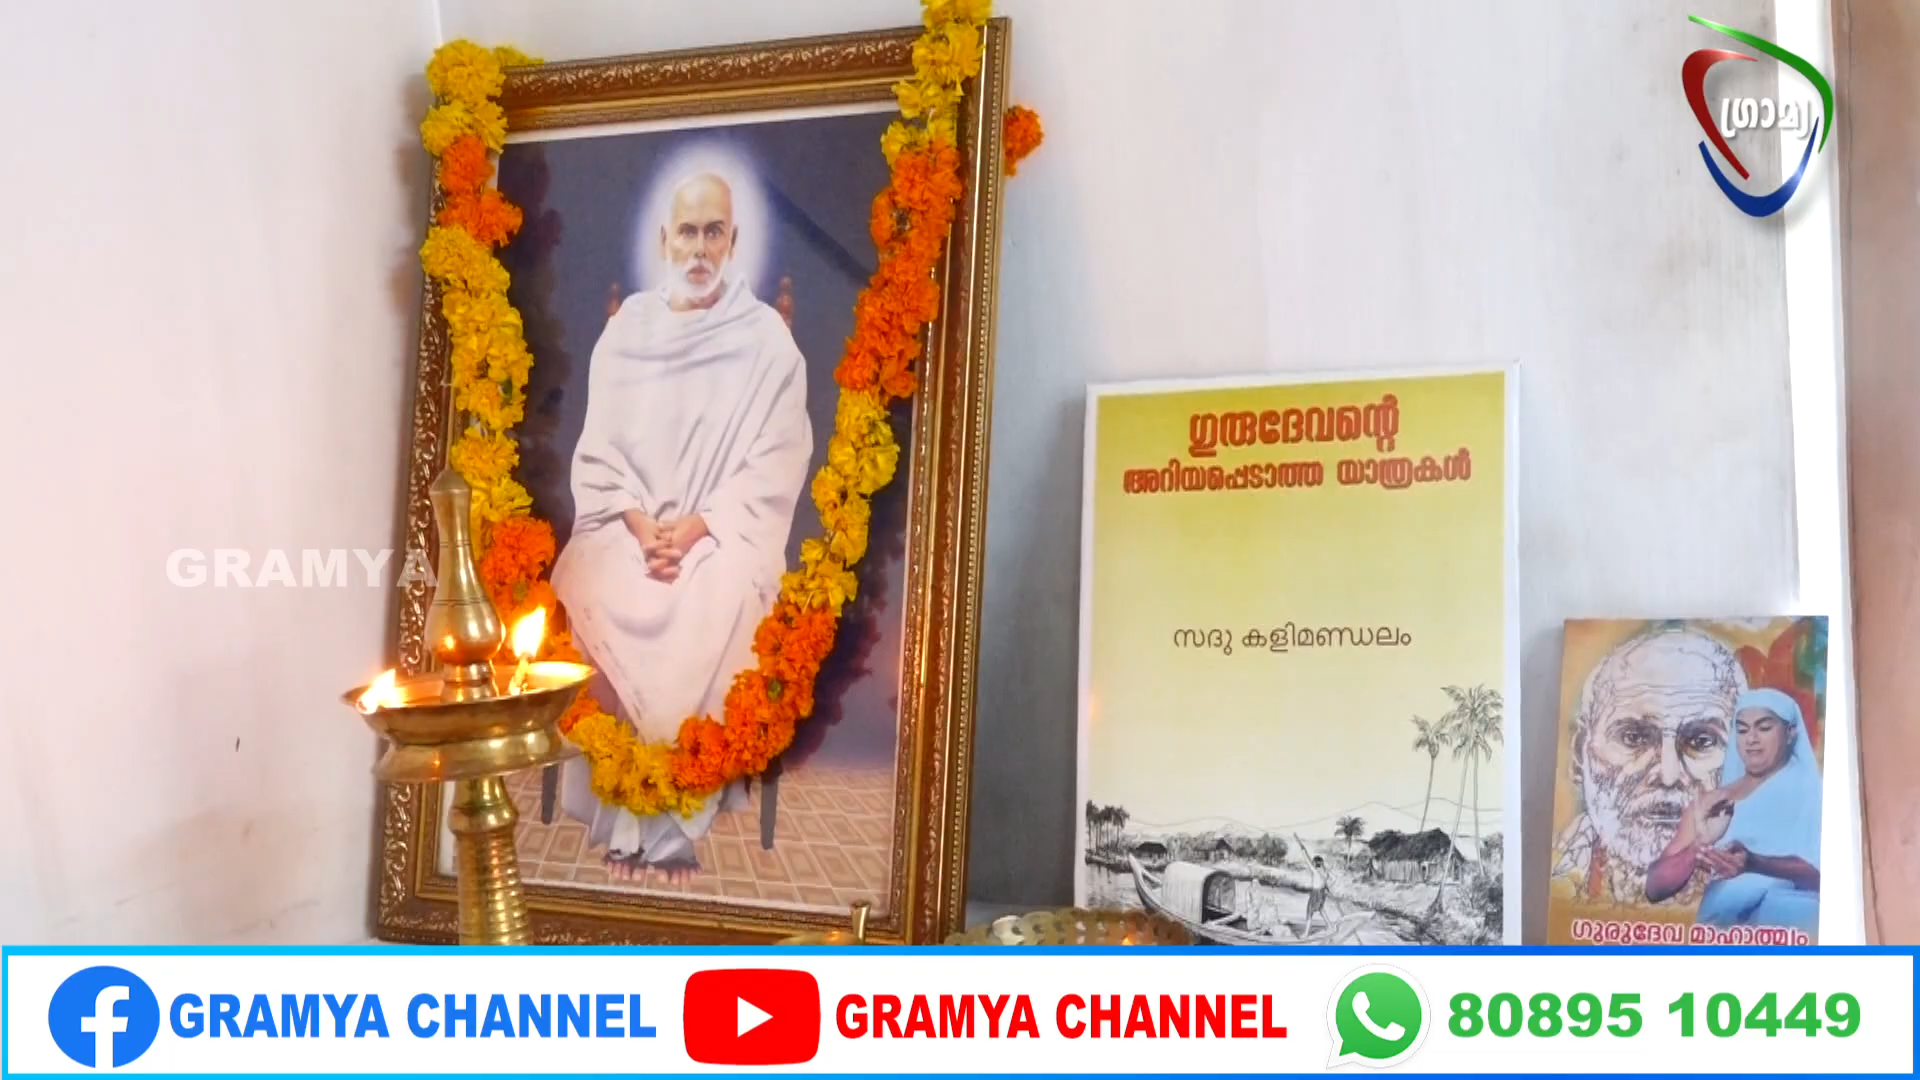 ഗ്രാമ്യ
ഗുരുദേവന്റെ
അറിയപ്പെടാത്ത യാത്രകൾ
GRAMYA
സദു കളിമണ്ഡലം
ഗുരുദേവ മാഹാത്മ്യം
GRAMYA CHANNEL
GRAMYA CHANNEL
80895 10449